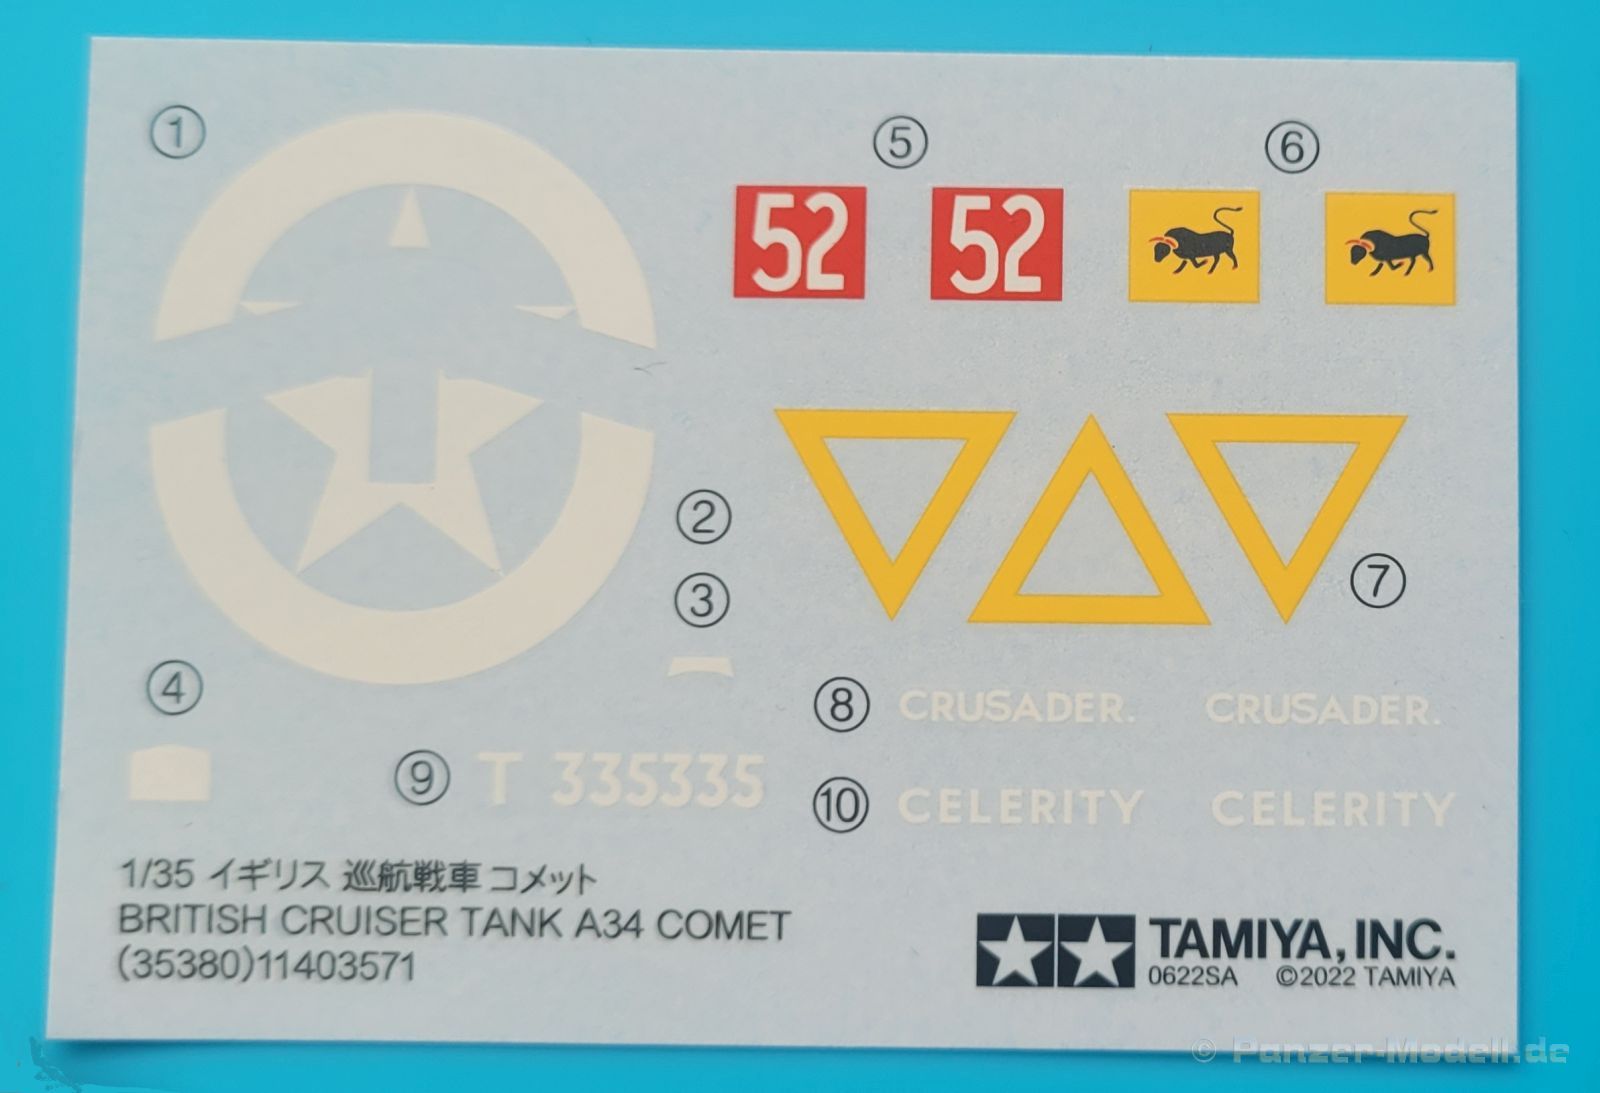 ①
⑤
⑥
52 52
②
③
⑦
④
⑧ CRUSADER. CRUSADER.
⑨ T 335335
⑩ CELERITY CELERITY
1/35 イギリス 巡航戦車 コメット
BRITISH CRUISER TANK A34 COMET
(35380)11403571
TAMIYA, INC.
0622SA ©2022 TAMIYA
© Panzer-Modell.de